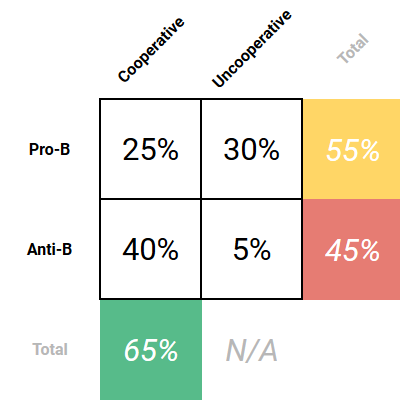 Cooperative Uncooperative Total
Pro-B 25% 30% 55%
Anti-B 40% 5% 45%
Total 65% N/A